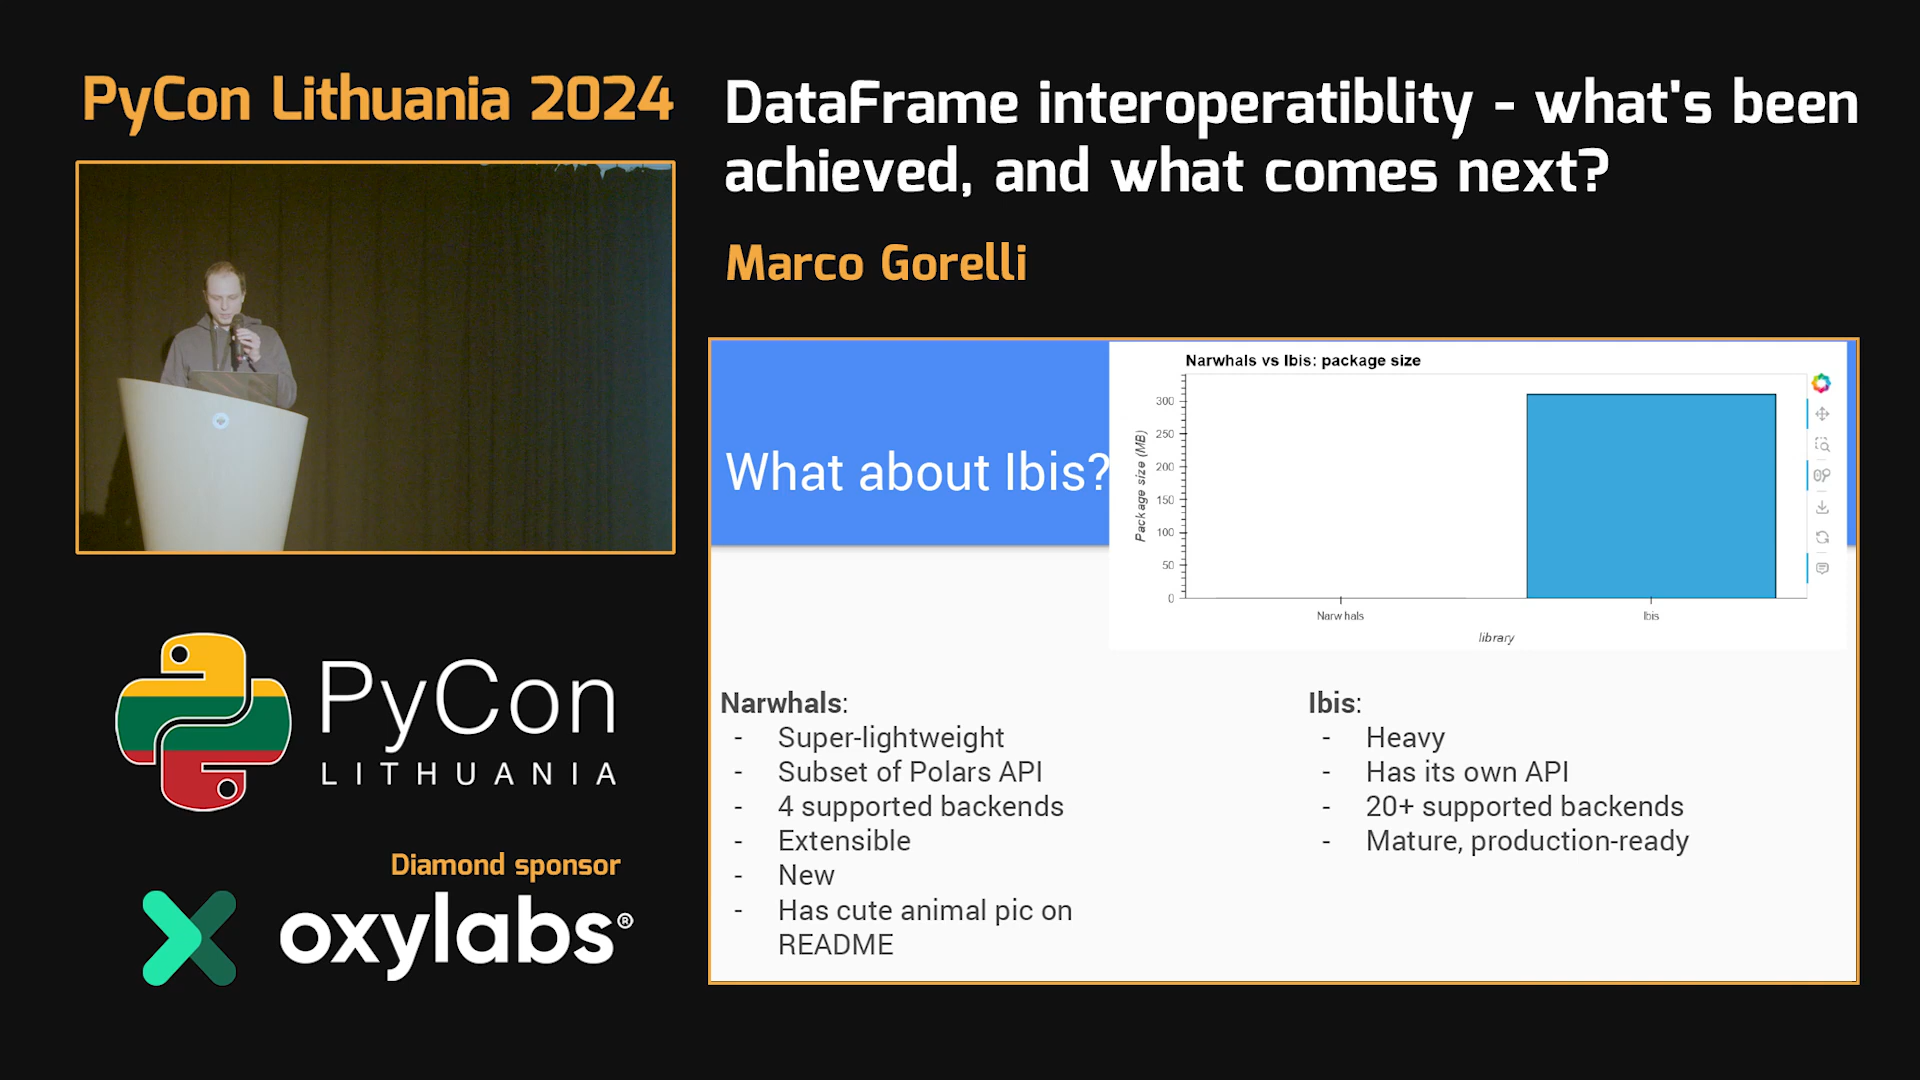 PyCon Lithuania 2024
DataFrame interoperatiblity - what's been
achieved, and what comes next?
Marco Gorelli
Narwhals vs Ibis: package size
What about Ibis?
Package size (MB)
300
250
200
150
100
50
0
Narwhals
Ibis
library
Narwhals:
- Super-lightweight
- Subset of Polars API
- 4 supported backends
- Extensible
- New
- Has cute animal pic on
README
Ibis:
- Heavy
- Has its own API
- 20+ supported backends
- Mature, production-ready
PyCon
LITHUANIA
Diamond sponsor
oxylabs®